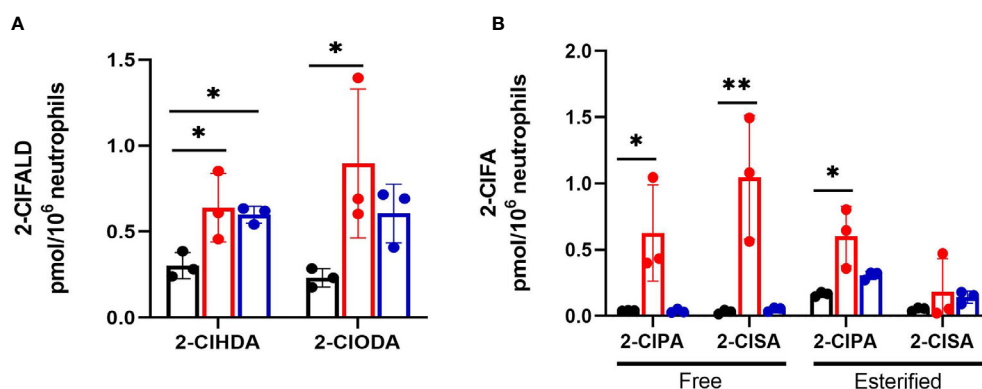 A
2-ClFALD
pmol/10⁶ neutrophils
1.5
1.0
0.5
0.0
*
*
*
2-ClHDA
2-ClODA
B
2-ClFA
pmol/10⁶ neutrophils
2.0
1.5
1.0
0.5
0.0
*
**
*
2-ClPA
2-ClSA
2-ClPA
2-ClSA
Free
Esterified